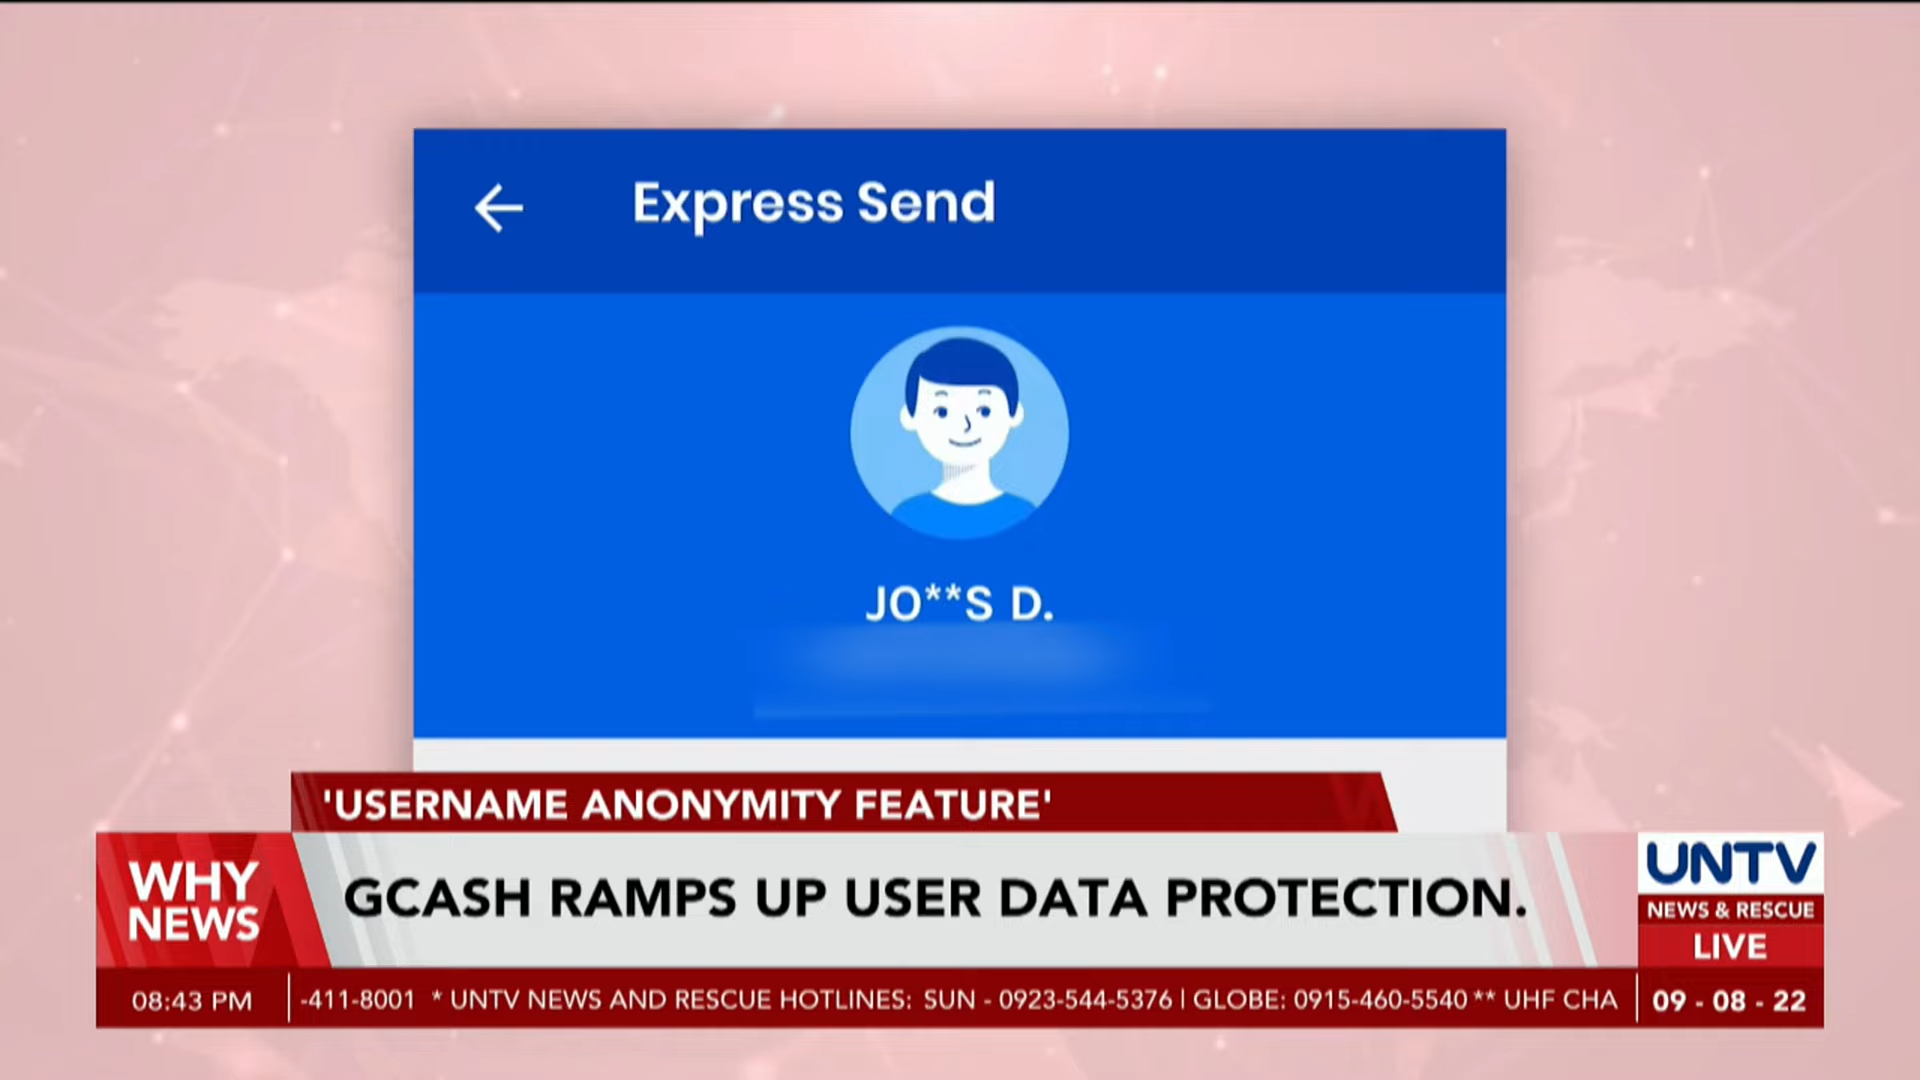 Express Send
JO**S D.
'USERNAME ANONYMITY FEATURE'
WHY
NEWS
GCASH RAMPS UP USER DATA PROTECTION.
UNTV
NEWS & RESCUE
LIVE
08:43 PM
-411-8001 * UNTV NEWS AND RESCUE HOTLINES: SUN - 0923-544-5376 | GLOBE: 0915-460-5540 ** UHF CHA
09 - 08 - 22